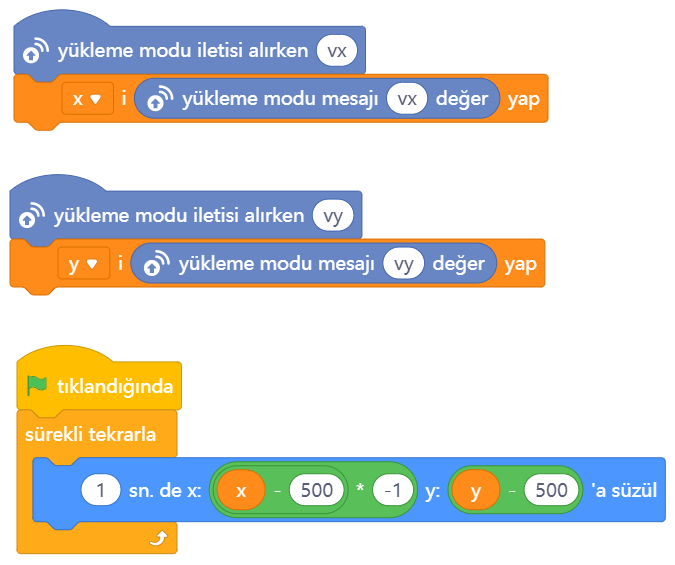 yükleme modu iletisi alırken vx
x i yükleme modu mesajı vx değer yap
yükleme modu iletisi alırken vy
y i yükleme modu mesajı vy değer yap
tıklandığında
sürekli tekrarla
1 sn. de x: x - 500 * -1 y: y - 500 'a süzül